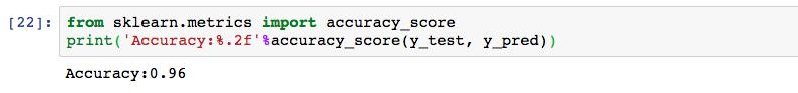 [22]: from sklearn.metrics import accuracy_score
print('Accuracy:%.2f'%accuracy_score(y_test, y_pred))
Accuracy:0.96